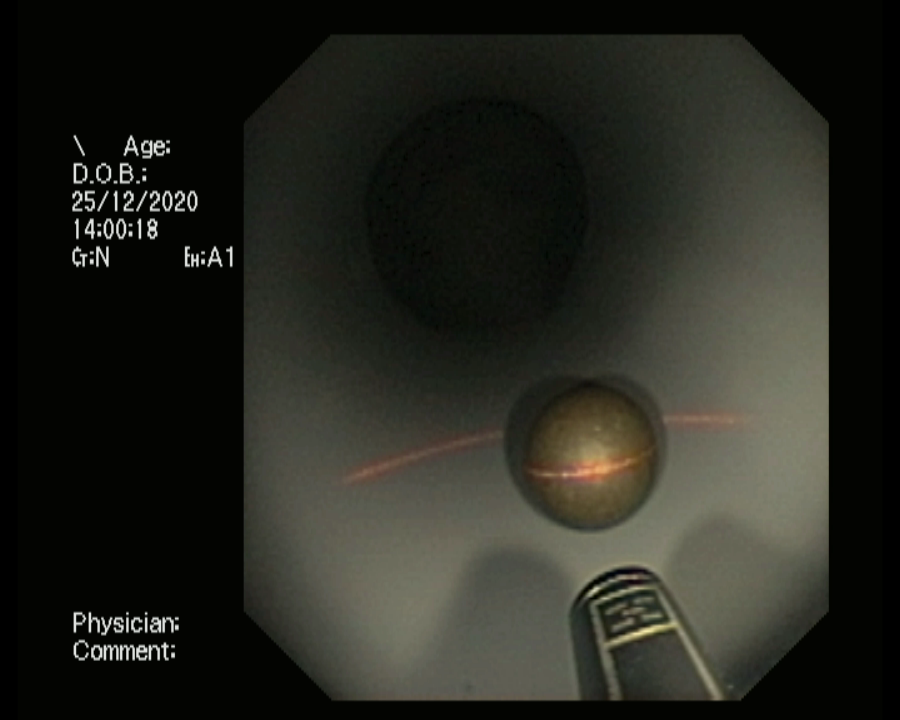 \ Age:
D.O.B.:
25/12/2020
14:00:18
Cr:N EH:A1
Physician:
Comment: